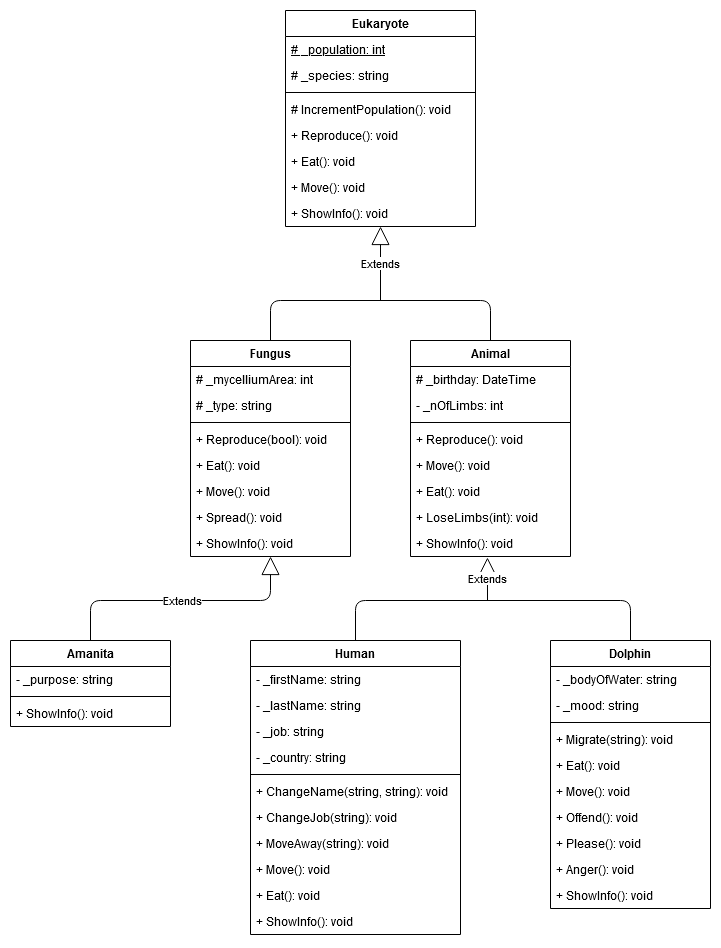 Eukaryote
# _population: int
# _species: string
# IncrementPopulation(): void
+ Reproduce(): void
+ Eat(): void
+ Move(): void
+ ShowInfo(): void
Extends
Fungus
# _mycelliumArea: int
# _type: string
+ Reproduce(bool): void
+ Eat(): void
+ Move(): void
+ Spread(): void
+ ShowInfo(): void
Animal
# _birthday: DateTime
- _nOfLimbs: int
+ Reproduce(): void
+ Move(): void
+ Eat(): void
+ LoseLimbs(int): void
+ ShowInfo(): void
Extends
Extends
Amanita
- _purpose: string
+ ShowInfo(): void
Human
- _firstName: string
- _lastName: string
- _job: string
- _country: string
+ ChangeName(string, string): void
+ ChangeJob(string): void
+ MoveAway(string): void
+ Move(): void
+ Eat(): void
+ ShowInfo(): void
Dolphin
- _bodyOfWater: string
- _mood: string
+ Migrate(string): void
+ Eat(): void
+ Move(): void
+ Offend(): void
+ Please(): void
+ Anger(): void
+ ShowInfo(): void